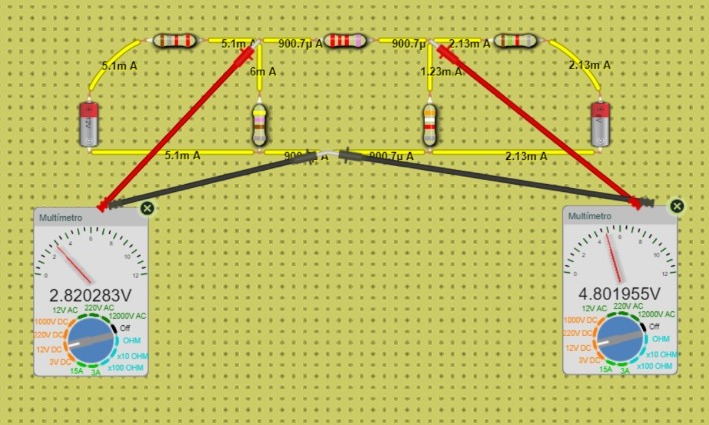 5.1m A
900.7µ A
900.7µ
2.13m A
5.1m A
6m A
1.23m A
2.13m A
5.1m A
900.7µ A
2.13m A
Multímetro
0 2 4 6 8 10 12
2.820283V
220V AC
12V AC
12000V AC
1000V DC
Off
220V DC
OHM
12V DC
x10 OHM
3V DC
x100 OHM
15A
3A
Multímetro
0 2 4 6 8 10 12
4.801955V
220V AC
12V AC
12000V AC
1000V DC
Off
220V DC
OHM
12V DC
x10 OHM
3V DC
x100 OHM
15A
3A